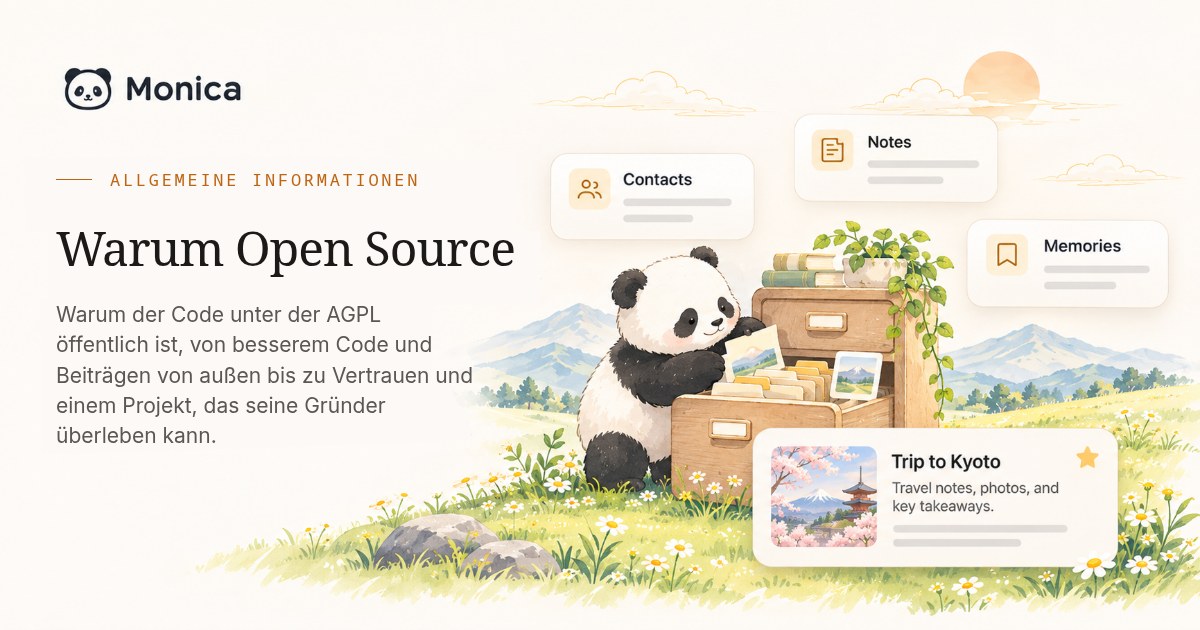 Monica
ALLGEMEINE INFORMATIONEN
Warum Open Source
Warum der Code unter der AGPL
öffentlich ist, von besserem Code und
Beiträgen von außen bis zu Vertrauen und
einem Projekt, das seine Gründer
überleben kann.
Contacts
Notes
Memories
Trip to Kyoto
Travel notes, photos, and
key takeaways.